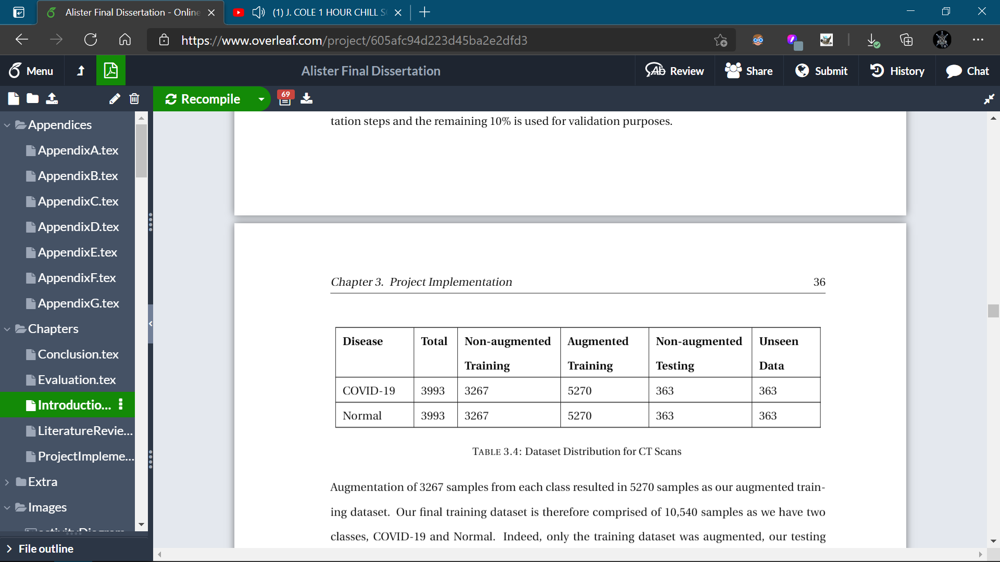 Alister Final Dissertation - Online
(1) J. COLE 1 HOUR CHILL S
https://www.overleaf.com/project/605afc94d223d45ba2e2dfd3
Menu
Alister Final Dissertation
Review
Share
Submit
History
Chat
Recompile
69
Appendices
AppendixA.tex
AppendixB.tex
AppendixC.tex
AppendixD.tex
AppendixE.tex
AppendixF.tex
AppendixG.tex
Chapters
Conclusion.tex
Evaluation.tex
Introductio...
LiteratureRevie...
ProjectImpleme...
Extra
Images
activityDiagram
File outline
tation steps and the remaining 10% is used for validation purposes.
Chapter 3. Project Implementation 36
Disease Total Non-augmented Augmented Non-augmented Unseen
Training Training Testing Data
COVID-19 3993 3267 5270 363 363
Normal 3993 3267 5270 363 363
TABLE 3.4: Dataset Distribution for CT Scans
Augmentation of 3267 samples from each class resulted in 5270 samples as our augmented train-
ing dataset. Our final training dataset is therefore comprised of 10,540 samples as we have two
classes, COVID-19 and Normal. Indeed, only the training dataset was augmented, our testing